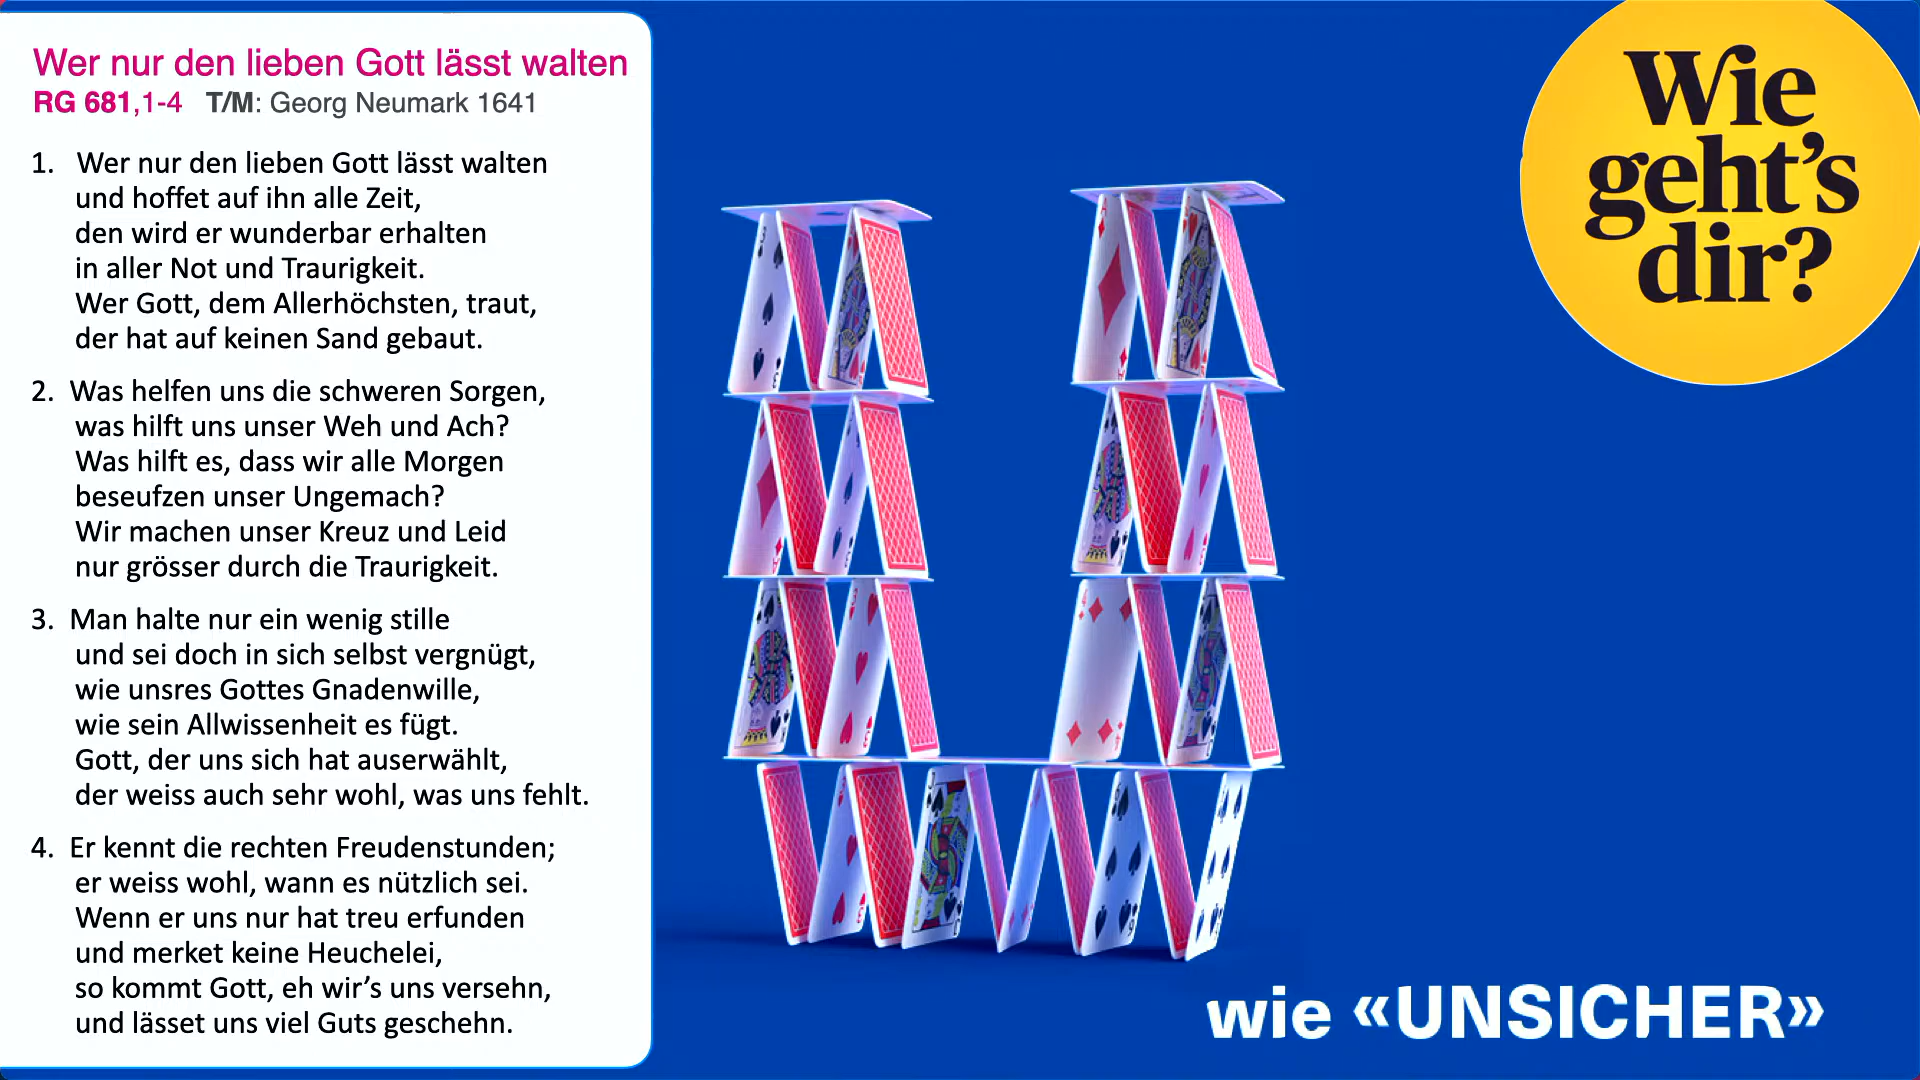 Wer nur den lieben Gott lässt walten
RG 681,1-4 T/M: Georg Neumark 1641
1. Wer nur den lieben Gott lässt walten
und hoffet auf ihn alle Zeit,
den wird er wunderbar erhalten
in aller Not und Traurigkeit.
Wer Gott, dem Allerhöchsten, traut,
der hat auf keinen Sand gebaut.
2. Was helfen uns die schweren Sorgen,
was hilft uns unser Weh und Ach?
Was hilft es, dass wir alle Morgen
beseufzen unser Ungemach?
Wir machen unser Kreuz und Leid
nur grösser durch die Traurigkeit.
3. Man halte nur ein wenig stille
und sei doch in sich selbst vergnügt,
wie unsres Gottes Gnadenwille,
wie sein Allwissenheit es fügt.
Gott, der uns sich hat auserwählt,
der weiss auch sehr wohl, was uns fehlt.
4. Er kennt die rechten Freudenstunden;
er weiss wohl, wann es nützlich sei.
Wenn er uns nur hat treu erfunden
und merket keine Heuchelei,
so kommt Gott, eh wir’s uns versehn,
und lässet uns viel Guts geschehn.
Wie
geht’s
dir?
wie «UNSICHER»